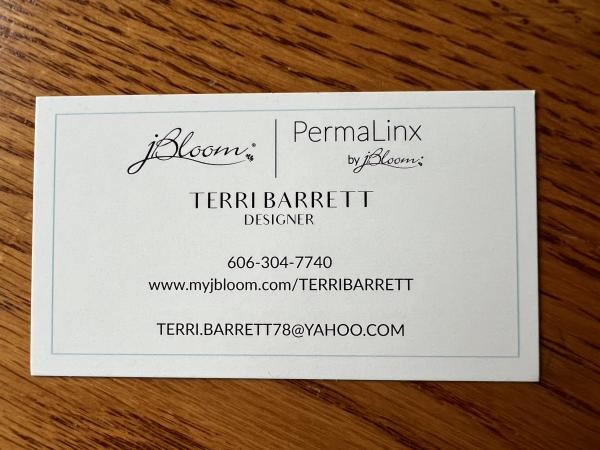 jBloom®
PermaLinx
by jBloom
TERRI BARRETT
DESIGNER
606-304-7740
www.myjbloom.com/TERRIBARRETT
TERRI.BARRETT78@YAHOO.COM